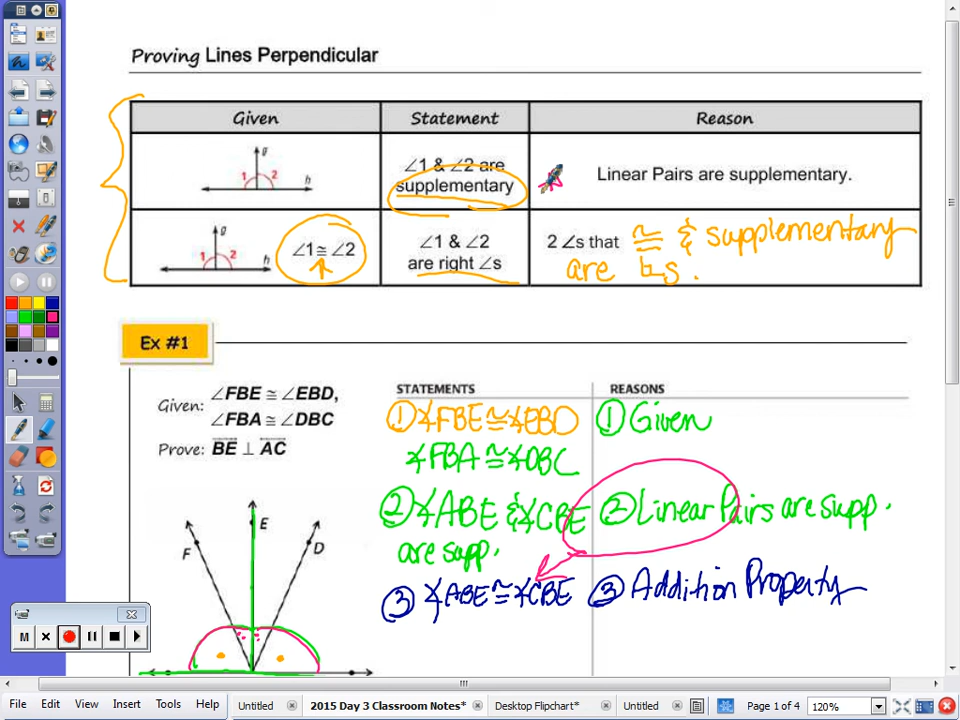 Proving Lines Perpendicular
Given Statement Reason
g
1 2
h
∠1 & ∠2 are
supplementary
Linear Pairs are supplementary.
g
1 2
h
∠1 ≅ ∠2
∠1 & ∠2
are right ∠s
2 ∠s that ≅ & supplementary
are ∟s.
Ex #1
Given: ∠FBE ≅ ∠EBD,
∠FBA ≅ ∠DBC
Prove: BE ⊥ AC
STATEMENTS REASONS
① ∡FBE ≅ ∡EBD ① Given
∡FBA ≅ ∡DBC
② ∡ABE & ∡CBE ② Linear Pairs are supp.
are supp.
③ ∡ABE ≅ ∡CBE ③ Addition Property
E
F
D
M
File Edit View Insert Tools Help Untitled 2015 Day 3 Classroom Notes* Desktop Flipchart* Untitled Page 1 of 4 120%